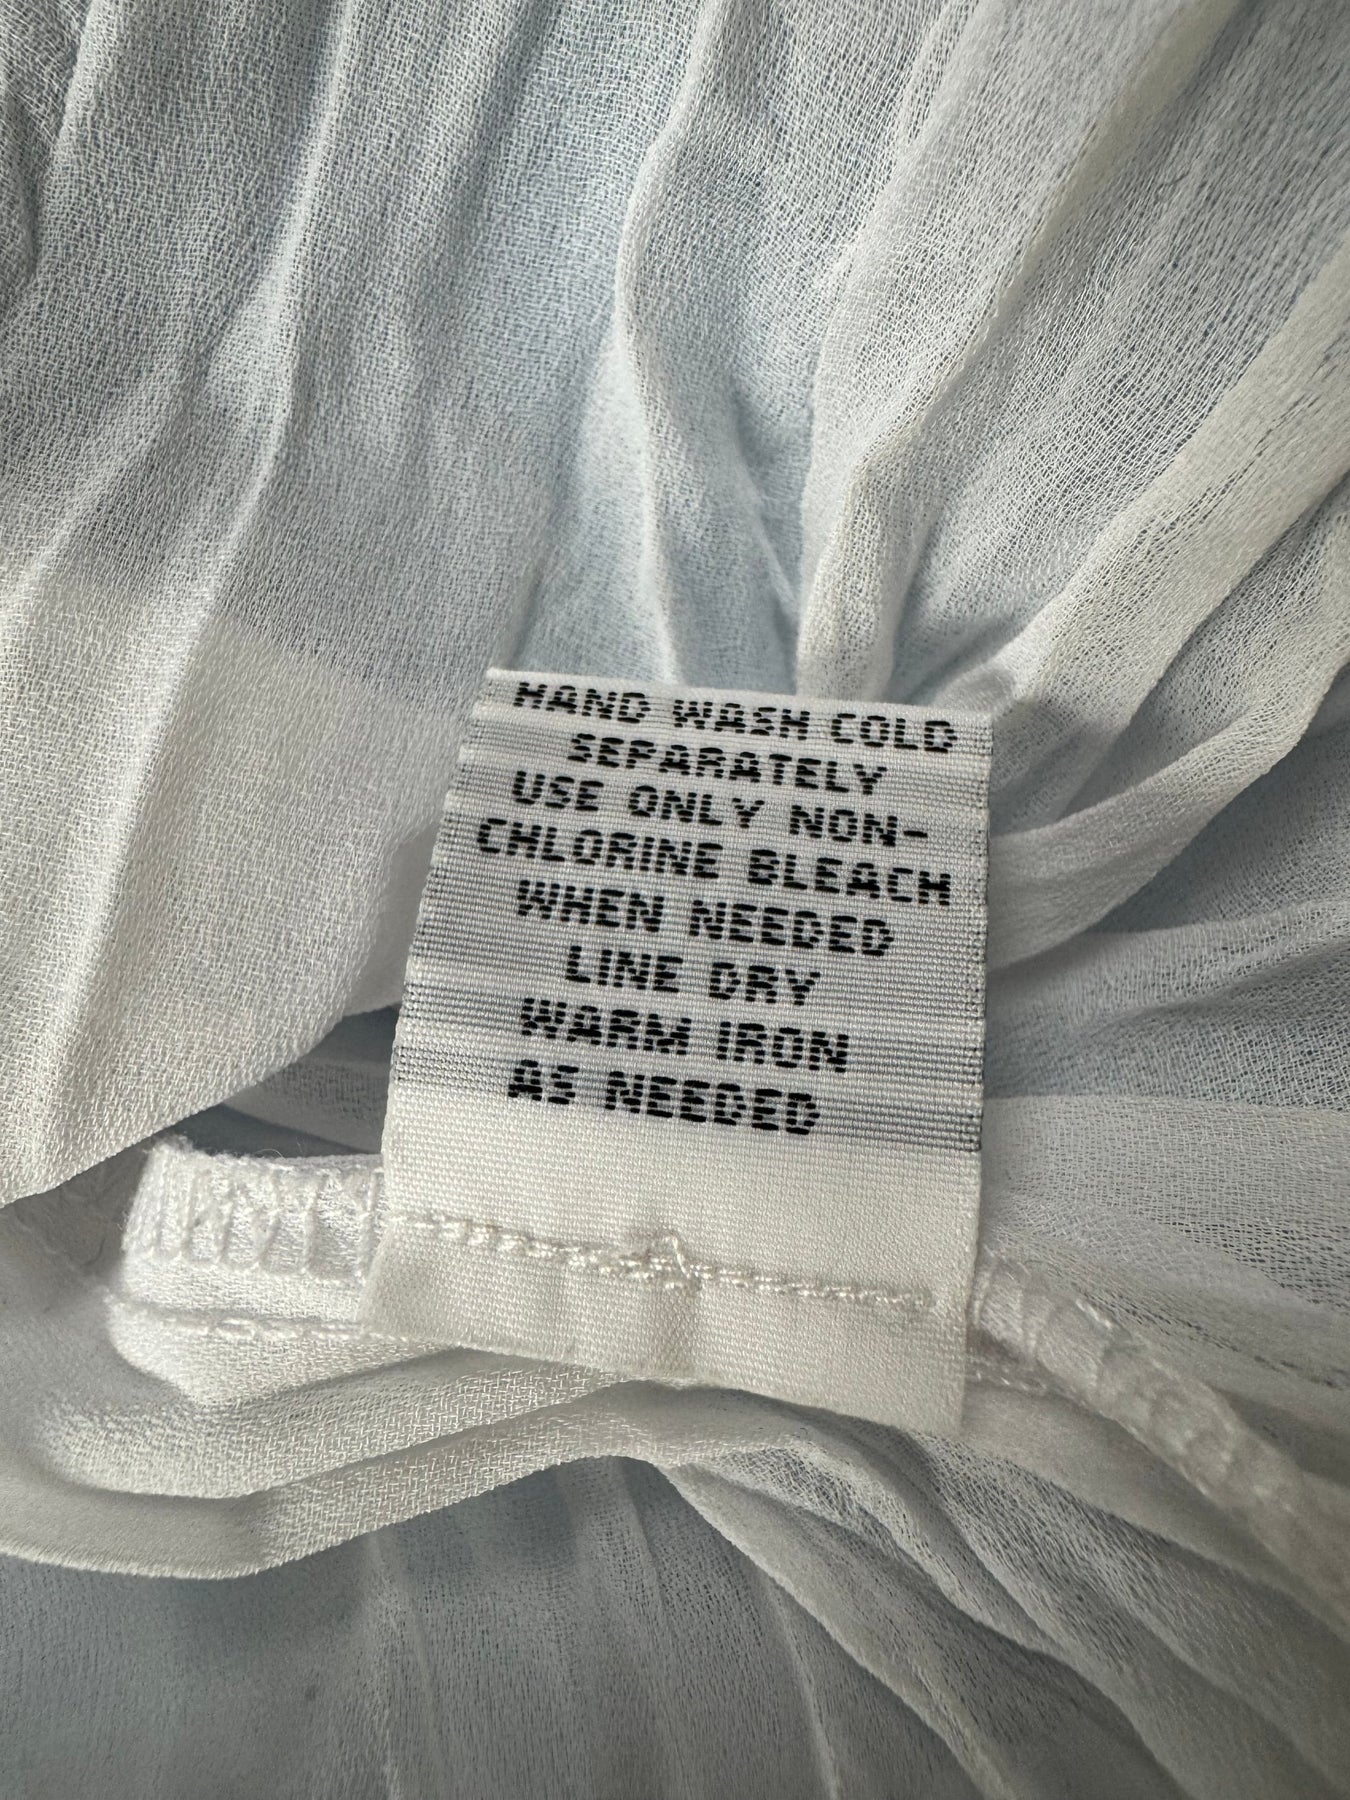 HAND WASH COLD
SEPARATELY
USE ONLY NON-
CHLORINE BLEACH
WHEN NEEDED
LINE DRY
WARM IRON
AS NEEDED